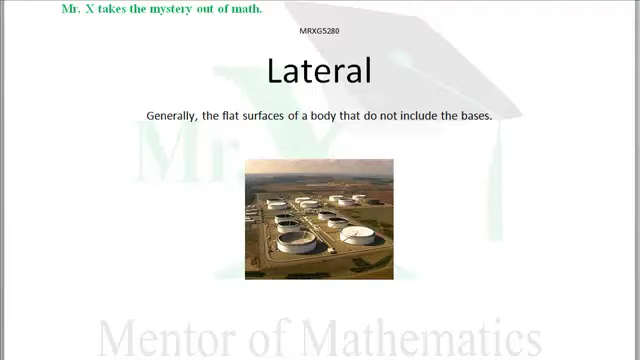 Mr. X takes the mystery out of math.
MRXG5280
Lateral
Generally, the flat surfaces of a body that do not include the bases.
Mr. X
Mentor of Mathematics